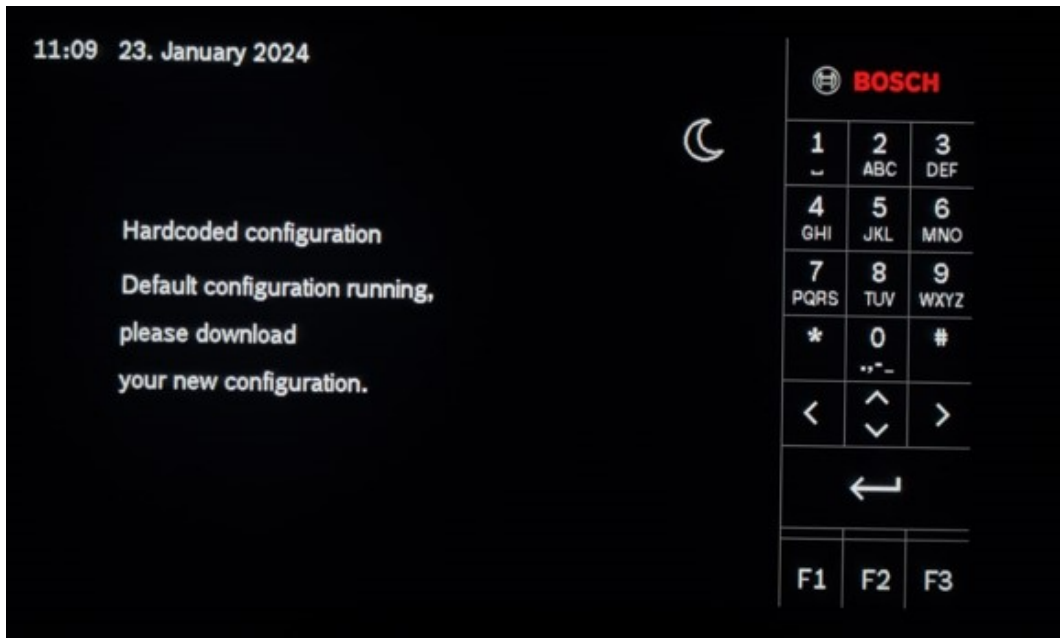 11:09 23. January 2024
Hardcoded configuration
Default configuration running,
please download
your new configuration.
BOSCH
1 2 3
ABC DEF
4 5 6
GHI JKL MNO
7 8 9
PQRS TUV WXYZ
* 0 #
.,-_
F1 F2 F3